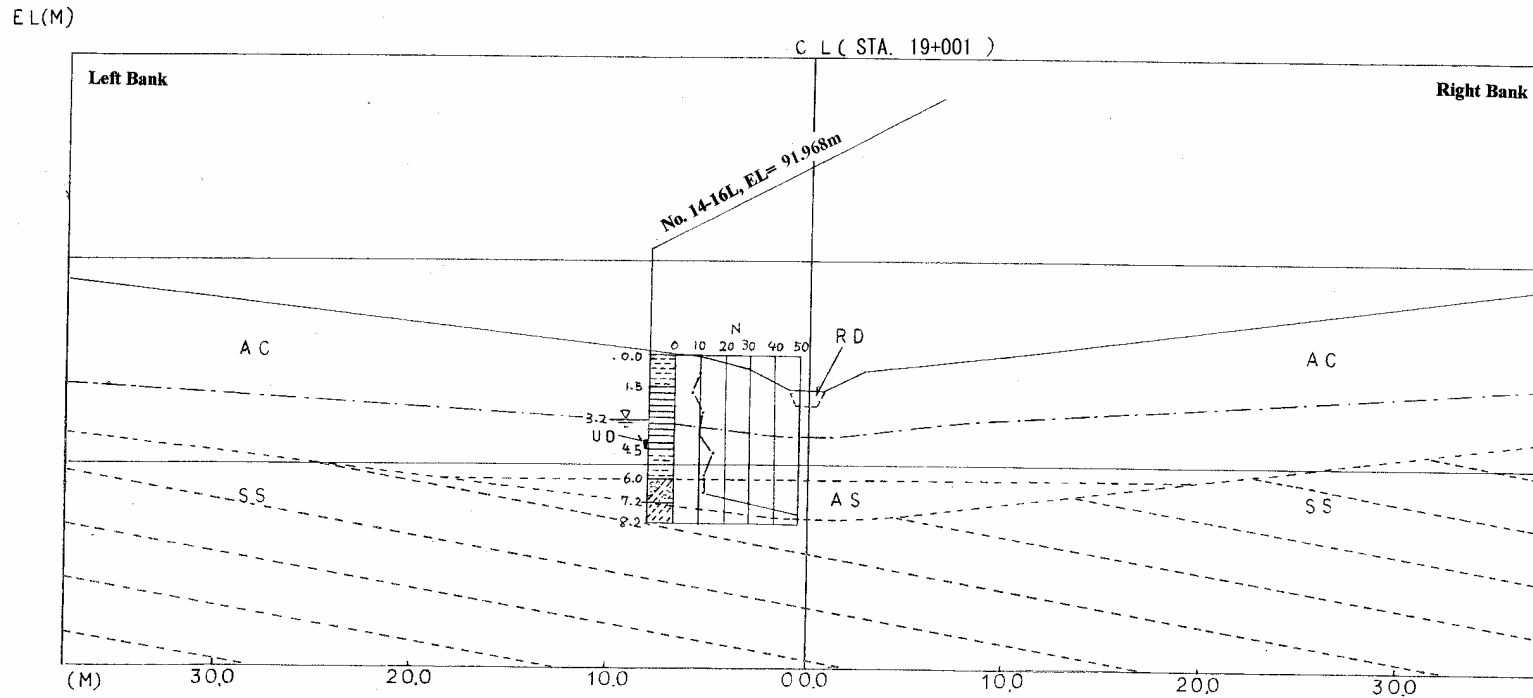 EL(M)
C L ( STA. 19+001 )
Left Bank
Right Bank
No. 14-16L, EL= 91.968m
N
0 10 20 30 40 50
RD
AC
AC
0.0
1.5
3.2
UD
4.5
6.0
7.2
8.2
SS
AS
SS
(M) 30.0 20.0 10.0 00.0 10.0 20.0 30.0